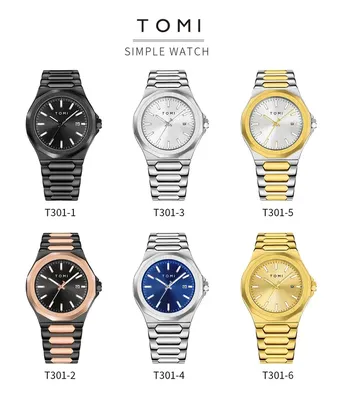 TOMI
SIMPLE WATCH
TOMI
TOMI
TOMI
T301-1
T301-3
T301-5
TOMI
TOMI
TOMI
T301-2
T301-4
T301-6